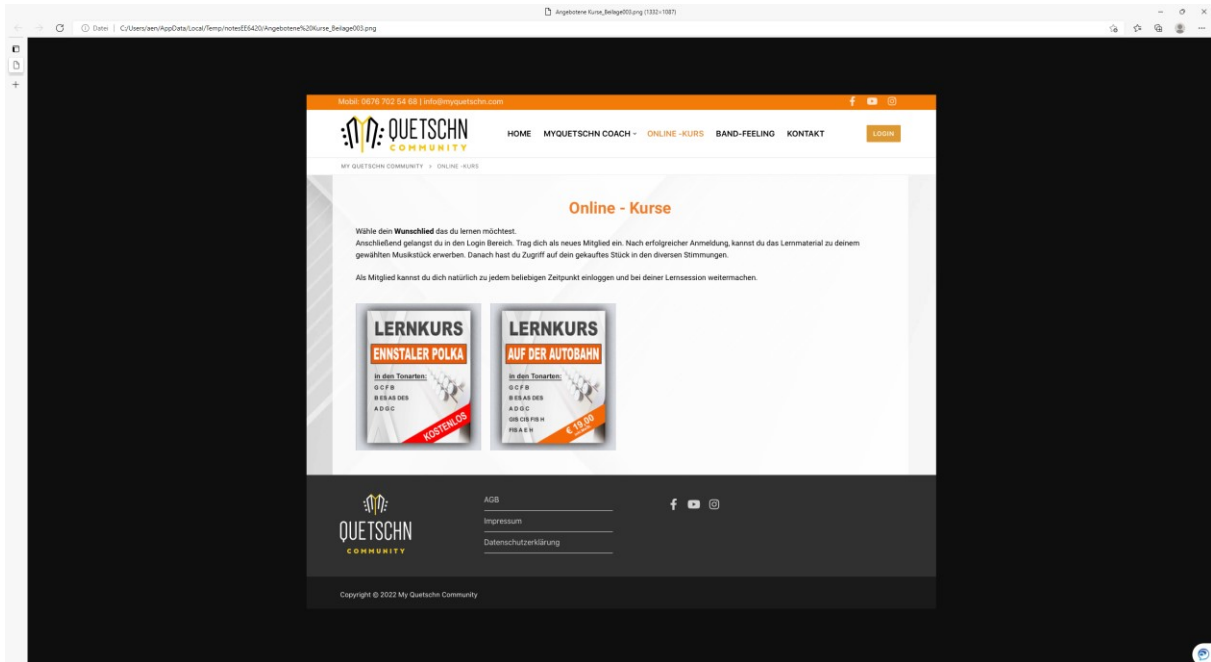 Angebotene Kurse_Beilage003.png (1332×1087)
Datei | C:/Users/aen/AppData/Local/Temp/notesEE6420/Angebotene%20Kurse_Beilage003.png
Mobil: 0676 702 54 68 | info@myquetschn.com
QUETSCHN
COMMUNITY
HOME MYQUETSCHN COACH ONLINE -KURS BAND-FEELING KONTAKT LOGIN
MY QUETSCHN COMMUNITY > ONLINE -KURS
Online - Kurse
Wähle dein Wunschlied das du lernen möchtest.
Anschließend gelangst du in den Login Bereich. Trag dich als neues Mitglied ein. Nach erfolgreicher Anmeldung, kannst du das Lernmaterial zu deinem
gewählten Musikstück erwerben. Danach hast du Zugriff auf dein gekauftes Stück in den diversen Stimmungen.
Als Mitglied kannst du dich natürlich zu jedem beliebigen Zeitpunkt einloggen und bei deiner Lernsession weitermachen.
LERNKURS
ENNSTALER POLKA
in den Tonarten:
G C F B
B ES AS DES
A D G C
KOSTENLOS
LERNKURS
AUF DER AUTOBAHN
in den Tonarten:
G C F B
B ES AS DES
A D G C
GIS CIS FIS H
FIS A E H
€ 19,00
QUETSCHN
COMMUNITY
AGB
Impressum
Datenschutzerklärung
Copyright © 2022 My Quetschn Community